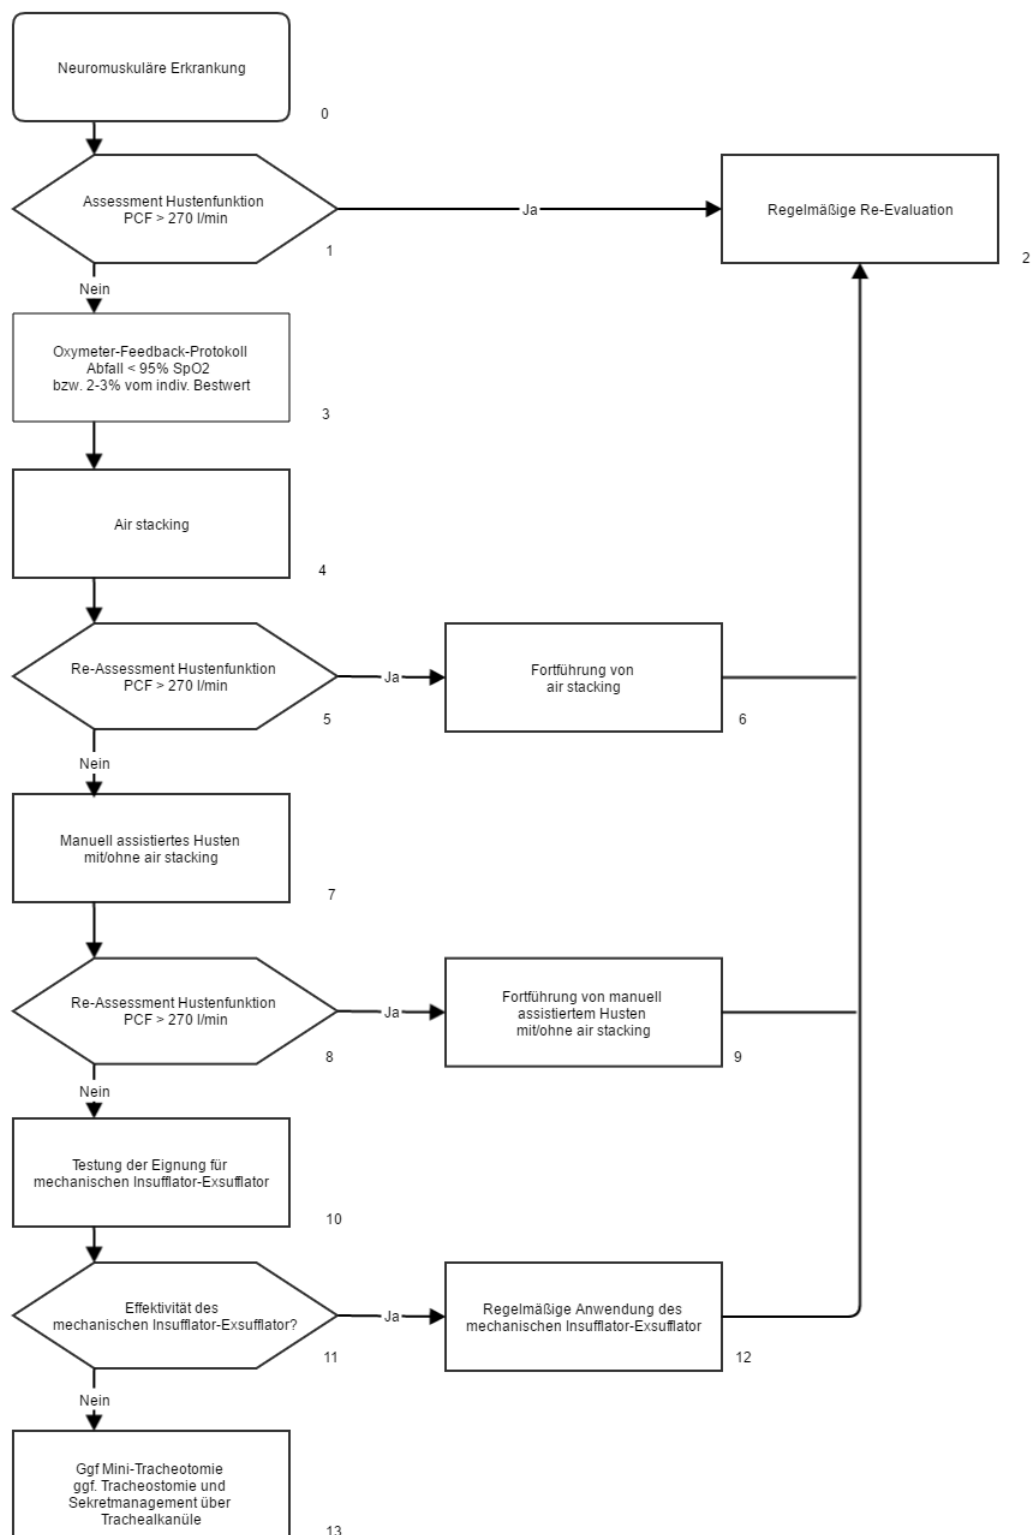 Neuromuskuläre Erkrankung
0
Assessment Hustenfunktion
PCF > 270 l/min
1
Ja
Regelmäßige Re-Evaluation
2
Nein
Oxymeter-Feedback-Protokoll
Abfall < 95% SpO2
bzw. 2-3% vom indiv. Bestwert
3
Air stacking
4
Re-Assessment Hustenfunktion
PCF > 270 l/min
5
Ja
Fortführung von
air stacking
6
Nein
Manuell assistiertes Husten
mit/ohne air stacking
7
Re-Assessment Hustenfunktion
PCF > 270 l/min
8
Ja
Fortführung von manuell
assistiertem Husten
mit/ohne air stacking
9
Nein
Testung der Eignung für
mechanischen Insufflator-Exsufflator
10
Effektivität des
mechanischen Insufflator-Exsufflator?
11
Ja
Regelmäßige Anwendung des
mechanischen Insufflator-Exsufflator
12
Nein
Ggf Mini-Tracheotomie
ggf. Tracheostomie und
Sekretmanagement über
Trachealkanüle
13